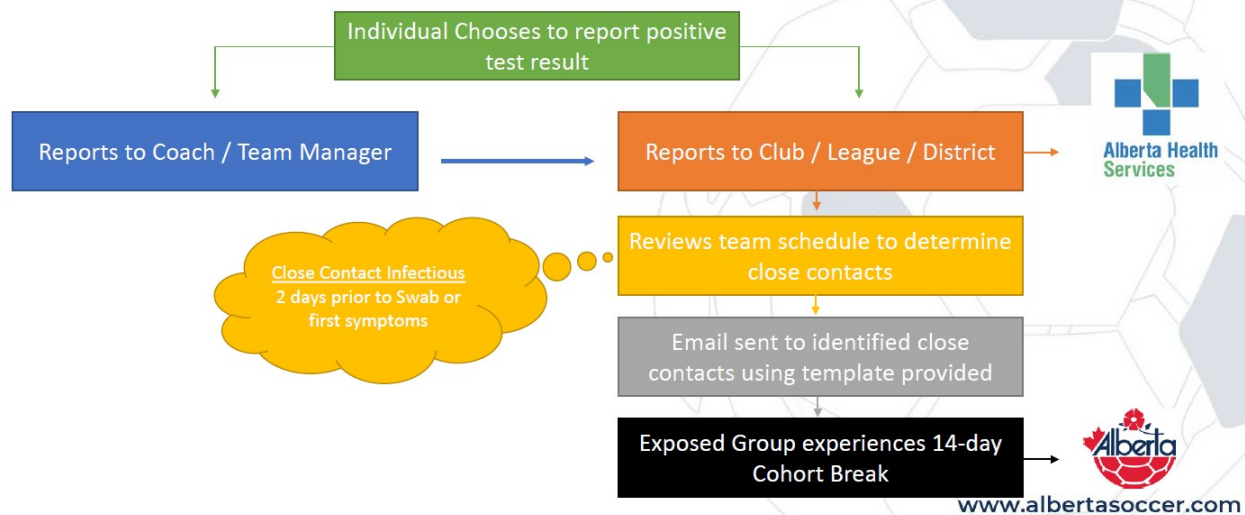 Individual Chooses to report positive
test result
Reports to Coach / Team Manager
Reports to Club / League / District
Alberta Health
Services
Reviews team schedule to determine
close contacts
Close Contact Infectious
2 days prior to Swab or
first symptoms
Email sent to identified close
contacts using template provided
Exposed Group experiences 14-day
Cohort Break
Alberta
www.albertasoccer.com